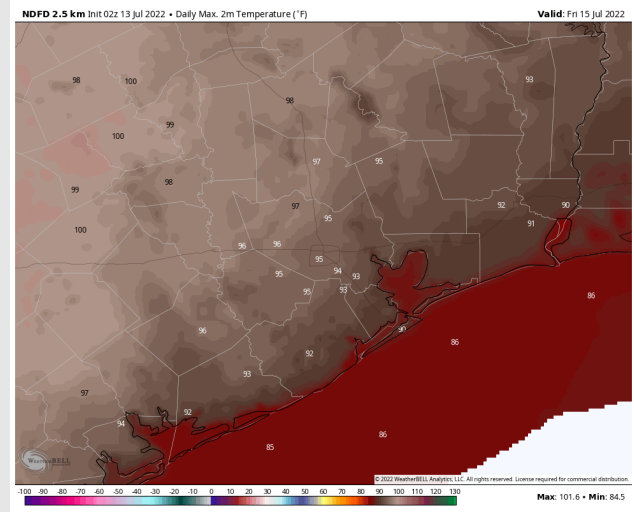 NDFD 2.5 km Init 02z 13 Jul 2022 • Daily Max. 2m Temperature (°F) Valid: Fri 15 Jul 2022
98 100 93
98
99
100
97 95
98
99
97 92 90
95 91
100
96 96
95
95 94 93
95 93 86
96 90
86
92
93
97
92
94
86
85
WeatherBELL
© 2022 WeatherBELL Analytics, LLC. All rights reserved. License required for commercial distribution.
-100 -90 -80 -70 -60 -50 -40 -30 -20 -10 0 10 20 30 40 50 60 70 80 90 100 110 120 130
Max: 101.6 • Min: 84.5